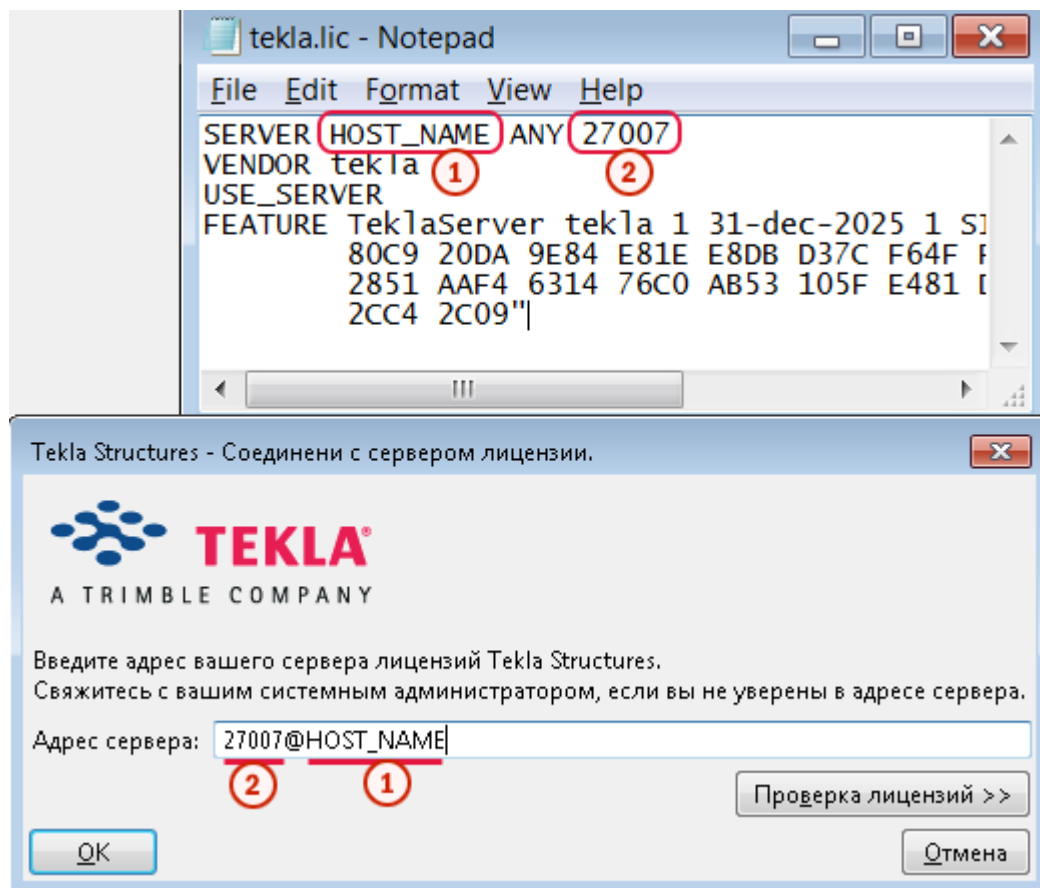 tekla.lic - Notepad
File Edit Format View Help
SERVER HOST_NAME ANY 27007
VENDOR tekla
1 2
USE_SERVER
FEATURE TeklaServer tekla 1 31-dec-2025 1
80C9 20DA 9E84 E81E E8DB D37C F64F
2851 AAF4 6314 76C0 AB53 105F E481
2CC4 2C09"
Tekla Structures - Соединени с сервером лицензии.
TEKLA®
A TRIMBLE COMPANY
Введите адрес вашего сервера лицензий Tekla Structures.
Свяжитесь с вашим системным администратором, если вы не уверены в адресе сервера.
Адрес сервера: 27007@HOST_NAME
2 1
Проверка лицензий >>
OK Отмена